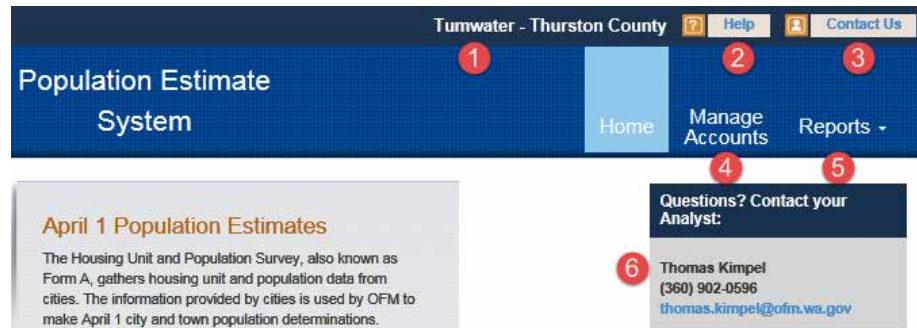 Tumwater - Thurston County ? Help Contact Us
1 2 3
Population Estimate
System
Home
Manage
Accounts
Reports
4 5
April 1 Population Estimates
The Housing Unit and Population Survey, also known as
Form A, gathers housing unit and population data from
cities. The information provided by cities is used by OFM to
make April 1 city and town population determinations.
Questions? Contact your
Analyst:
6
Thomas Kimpel
(360) 902-0596
thomas.kimpel@ofm.wa.gov